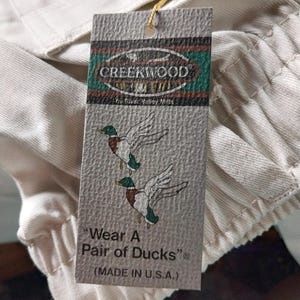 CREEKWOOD
"Wear A
Pair of Ducks"®
(MADE IN U.S.A.)